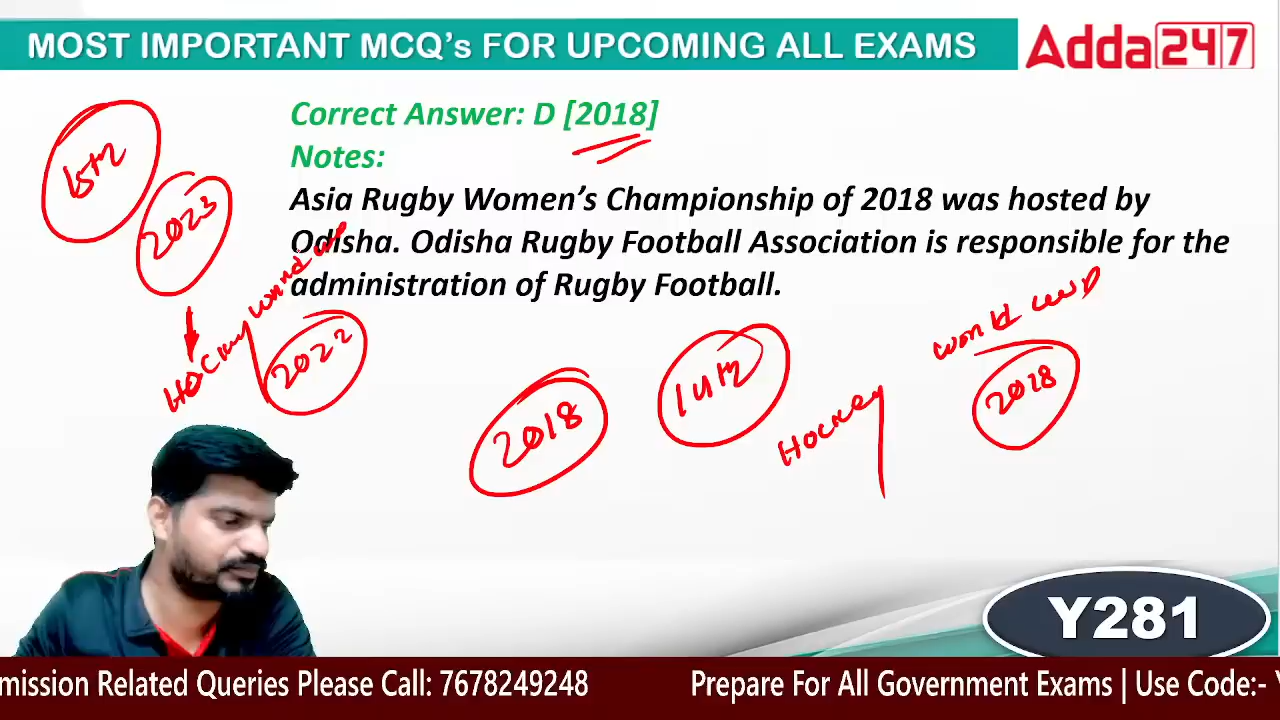 MOST IMPORTANT MCQ's FOR UPCOMING ALL EXAMS
Adda247
Correct Answer: D [2018]
Notes:
Asia Rugby Women's Championship of 2018 was hosted by
Odisha. Odisha Rugby Football Association is responsible for the
administration of Rugby Football.
15th
2023
Hockey world cup
2022
2018
14th
Hockey
world cup
2018
Y281
mission Related Queries Please Call: 7678249248
Prepare For All Government Exams | Use Code:- Y